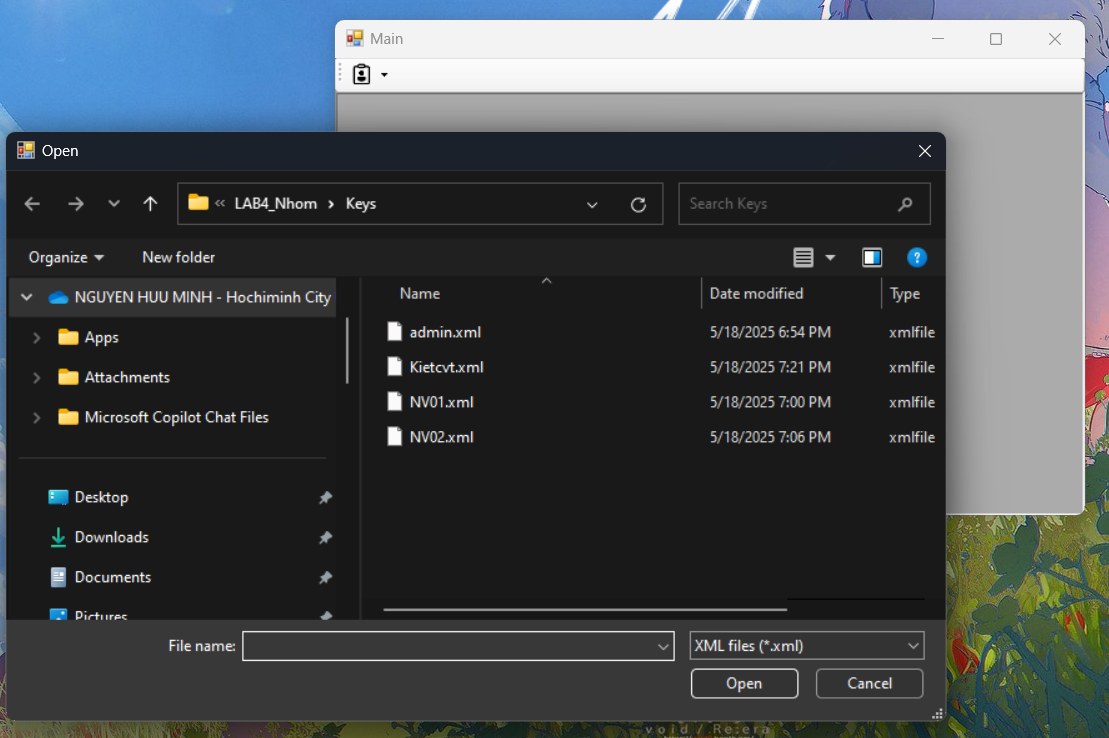 Main
Open
LAB4_Nhom > Keys
Search Keys
Organize
New folder
?
NGUYEN HUU MINH - Hochiminh City
Apps
Attachments
Microsoft Copilot Chat Files
Desktop
Downloads
Documents
Pictures
Name Date modified Type
admin.xml 5/18/2025 6:54 PM xmlfile
Kietcvt.xml 5/18/2025 7:21 PM xmlfile
NV01.xml 5/18/2025 7:00 PM xmlfile
NV02.xml 5/18/2025 7:06 PM xmlfile
File name:
XML files (*.xml)
Open Cancel
void / Re:era